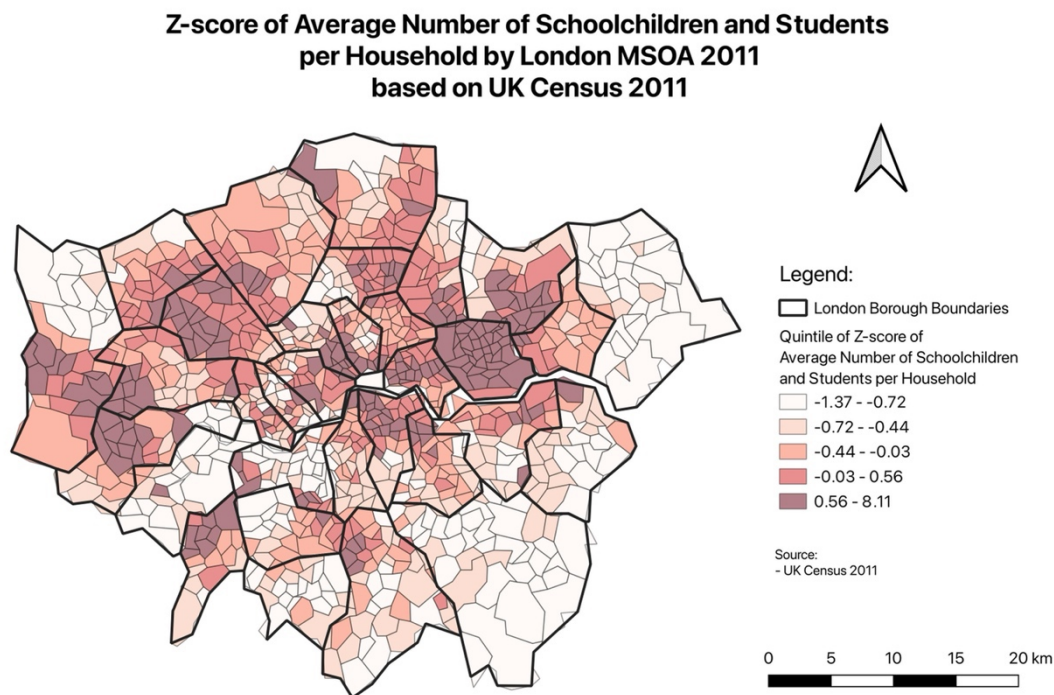 Z-score of Average Number of Schoolchildren and Students
per Household by London MSOA 2011
based on UK Census 2011
Legend:
London Borough Boundaries
Quintile of Z-score of
Average Number of Schoolchildren
and Students per Household
-1.37 - -0.72
-0.72 - -0.44
-0.44 - -0.03
-0.03 - 0.56
0.56 - 8.11
Source:
- UK Census 2011
0 5 10 15 20 km